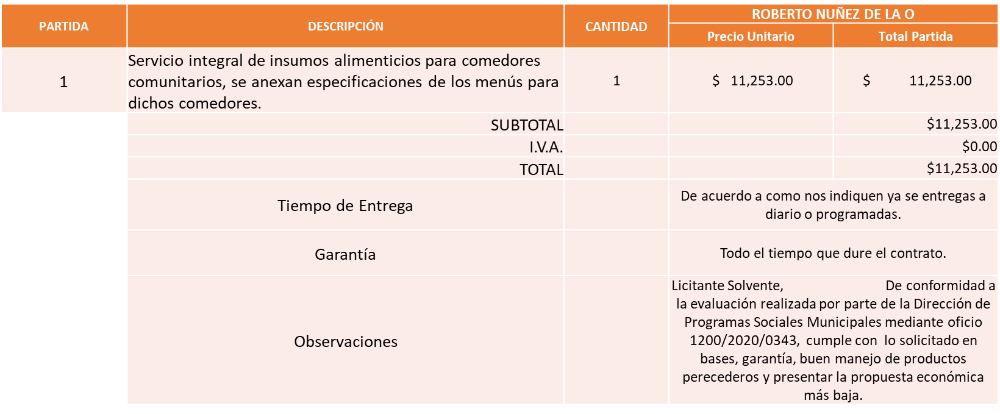 PARTIDA
DESCRIPCIÓN
CANTIDAD
ROBERTO NUÑEZ DE LA O
Precio Unitario
Total Partida
1
Servicio integral de insumos alimenticios para comedores
comunitarios, se anexan especificaciones de los menús para
dichos comedores.
1
$ 11,253.00
$ 11,253.00
SUBTOTAL
$11,253.00
I.V.A.
$0.00
TOTAL
$11,253.00
Tiempo de Entrega
De acuerdo a como nos indiquen ya se entregas a
diario o programadas.
Garantía
Todo el tiempo que dure el contrato.
Observaciones
Licitante Solvente, De conformidad a
la evaluación realizada por parte de la Dirección de
Programas Sociales Municipales mediante oficio
1200/2020/0343, cumple con lo solicitado en
bases, garantía, buen manejo de productos
perecederos y presentar la propuesta económica
más baja.